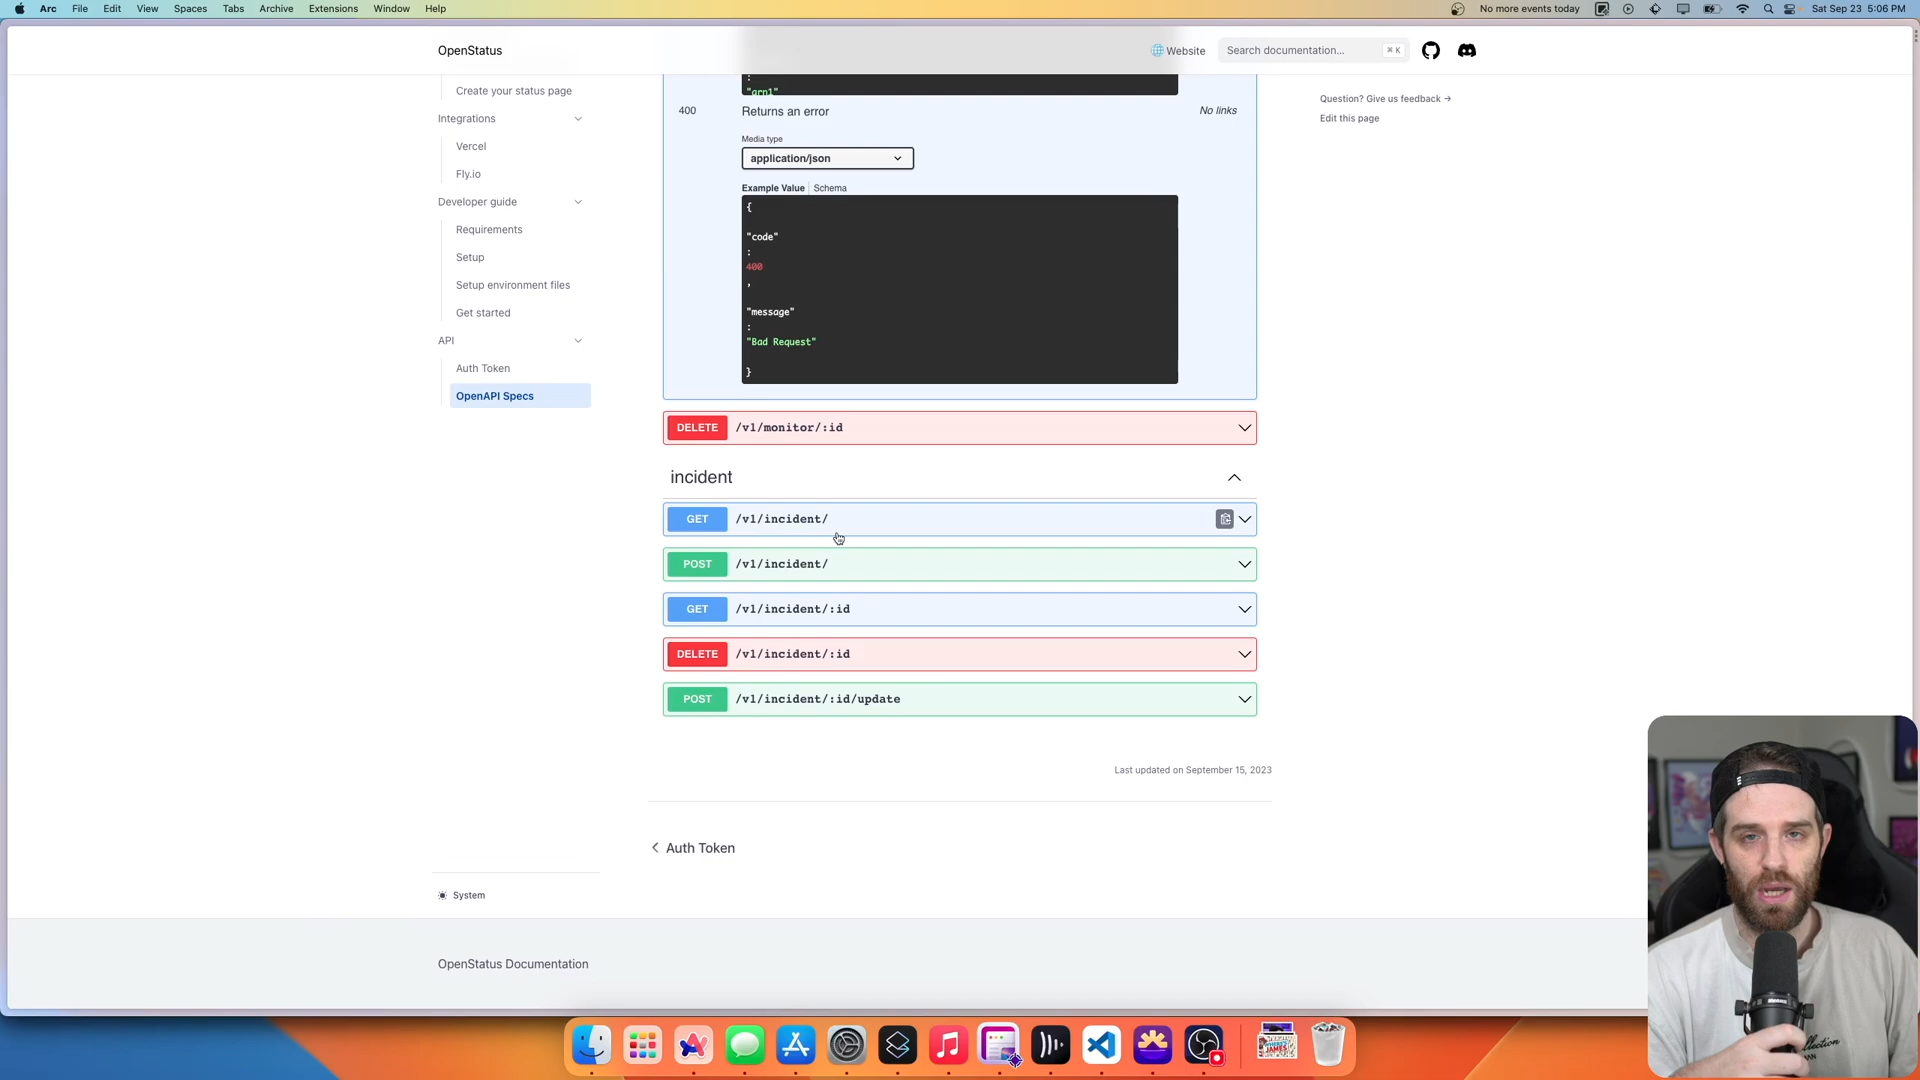 Arc File Edit View Spaces Tabs Archive Extensions Window Help No more events today Sat Sep 23 5:06 PM
OpenStatus Website Search documentation... ⌘ K
Create your status page
Integrations
Vercel
Fly.io
Developer guide
Requirements
Setup
Setup environment files
Get started
API
Auth Token
OpenAPI Specs
System
:
"arn1"
400 Returns an error No links
Media type
application/json
Example Value Schema
{
"code"
:
400
,
"message"
:
"Bad Request"
}
DELETE /v1/monitor/:id
incident
GET /v1/incident/
POST /v1/incident/
GET /v1/incident/:id
DELETE /v1/incident/:id
POST /v1/incident/:id/update
Last updated on September 15, 2023
Auth Token
Question? Give us feedback →
Edit this page
OpenStatus Documentation